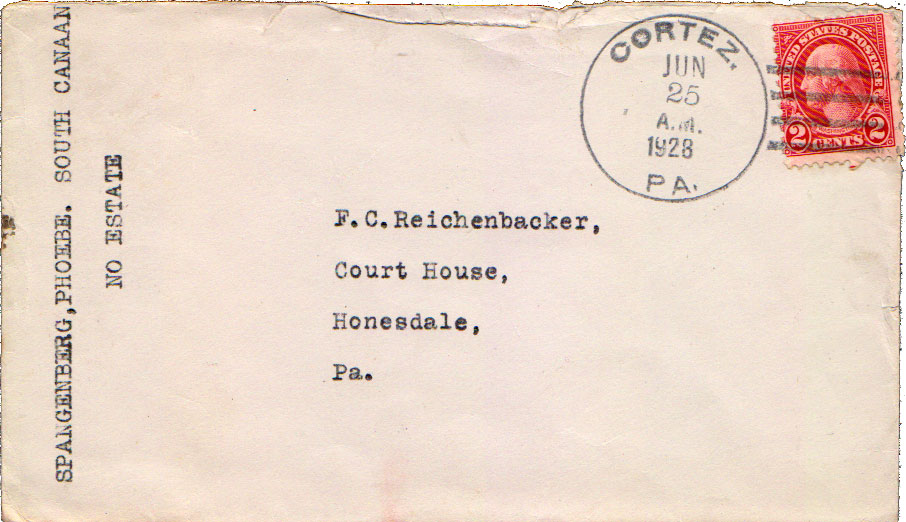 SPANGENBERG,PHOEBE. SOUTH CANAAN
NO ESTATE
CORTEZ,
JUN
25
A.M.
1928
PA.
UNITED STATES POSTAGE
2 CENTS 2
F.C.Reichenbacker,
Court House,
Honesdale,
Pa.